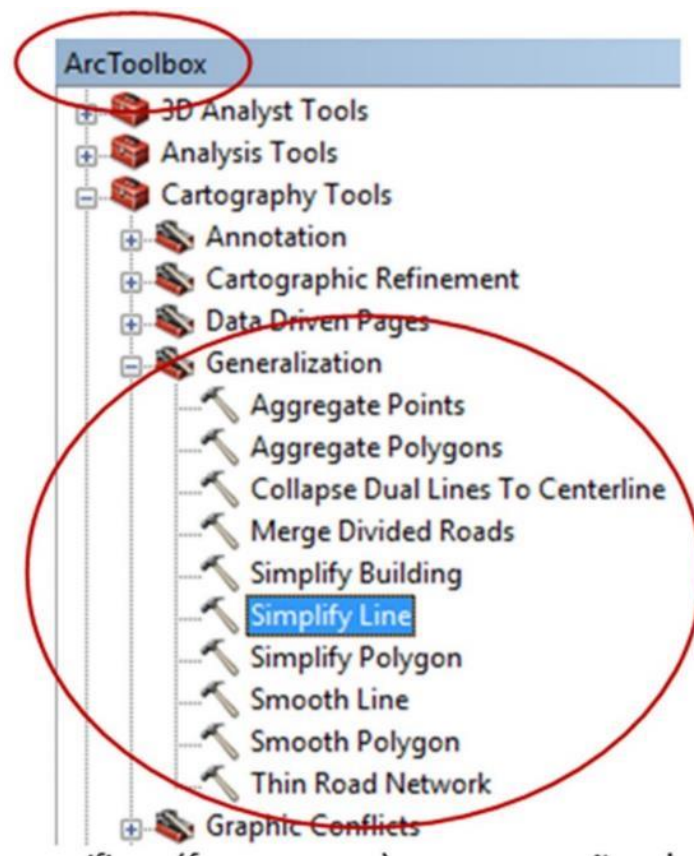 ArcToolbox
3D Analyst Tools
Analysis Tools
Cartography Tools
Annotation
Cartographic Refinement
Data Driven Pages
Generalization
Aggregate Points
Aggregate Polygons
Collapse Dual Lines To Centerline
Merge Divided Roads
Simplify Building
Simplify Line
Simplify Polygon
Smooth Line
Smooth Polygon
Thin Road Network
Graphic Conflicts